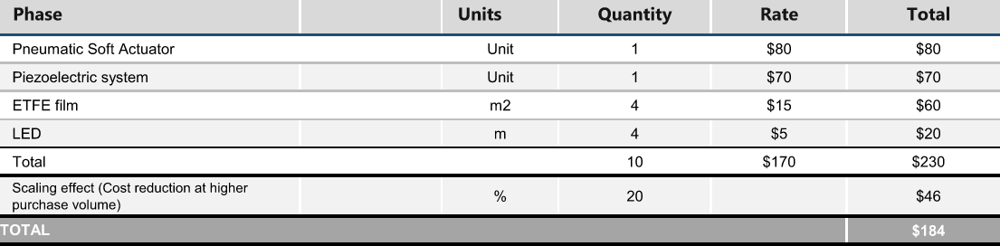 Phase Units Quantity Rate Total
Pneumatic Soft Actuator Unit 1 $80 $80
Piezoelectric system Unit 1 $70 $70
ETFE film m2 4 $15 $60
LED m 4 $5 $20
Total 10 $170 $230
Scaling effect (Cost reduction at higher
purchase volume) % 20 $46
TOTAL $184